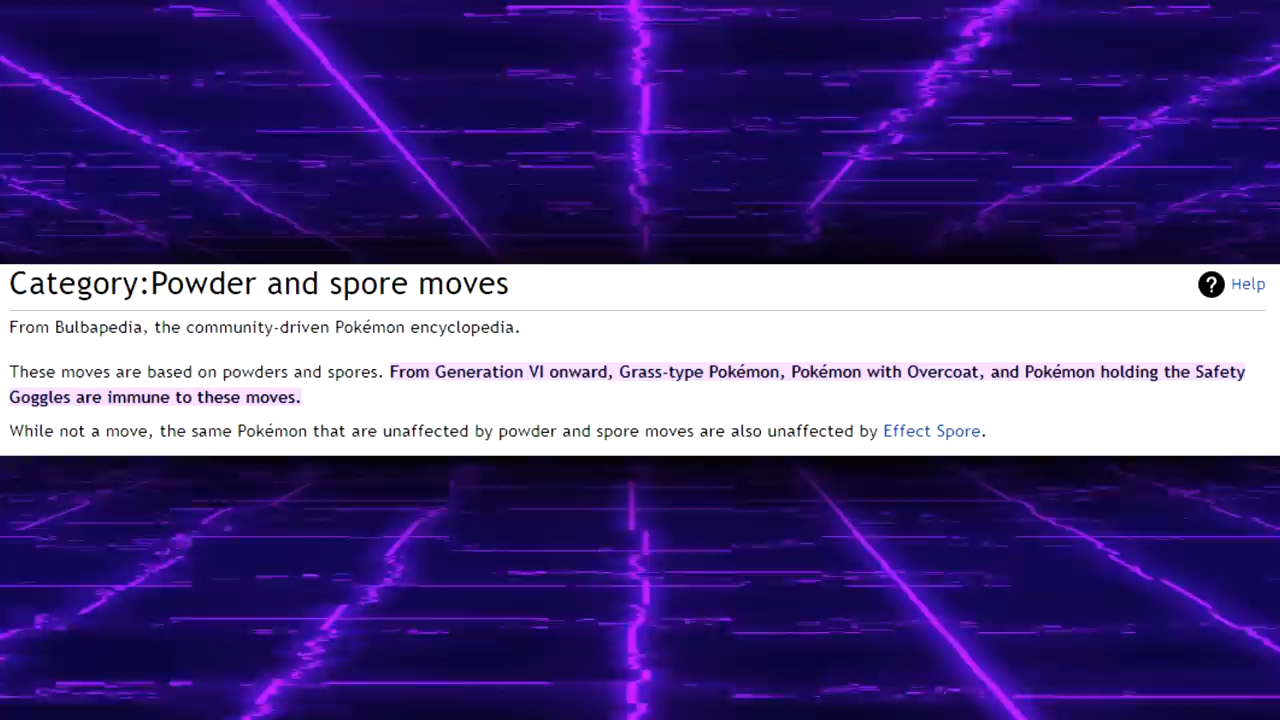 Category:Powder and spore moves
? Help
From Bulbapedia, the community-driven Pokémon encyclopedia.
These moves are based on powders and spores. From Generation VI onward, Grass-type Pokémon, Pokémon with Overcoat, and Pokémon holding the Safety
Goggles are immune to these moves.
While not a move, the same Pokémon that are unaffected by powder and spore moves are also unaffected by Effect Spore.